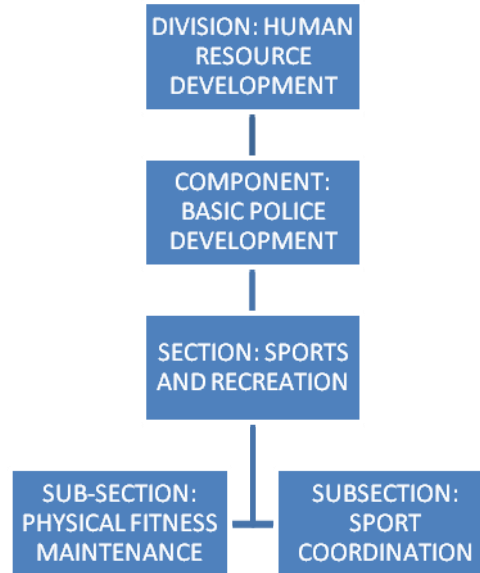 DIVISION: HUMAN
RESOURCE
DEVELOPMENT
COMPONENT:
BASIC POLICE
DEVELOPMENT
SECTION: SPORTS
AND RECREATION
SUB-SECTION:
PHYSICAL FITNESS
MAINTENANCE
SUBSECTION:
SPORT
COORDINATION